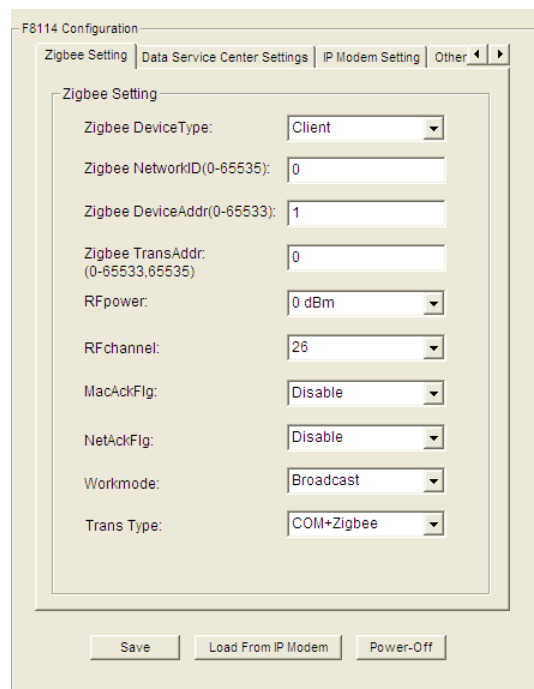 F8114 Configuration
Zigbee Setting Data Service Center Settings IP Modem Setting Other
Zigbee Setting
Zigbee DeviceType: Client
Zigbee NetworkID(0-65535): 0
Zigbee DeviceAddr(0-65533): 1
Zigbee TransAddr: 0
(0-65533,65535)
RFpower: 0 dBm
RFchannel: 26
MacAckFlg: Disable
NetAckFlg: Disable
Workmode: Broadcast
Trans Type: COM+Zigbee
Save Load From IP Modem Power-Off